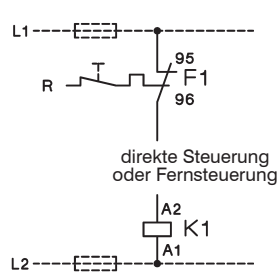 L1
95
F1
R
96
direkte Steuerung
oder Fernsteuerung
A2
K1
A1
L2